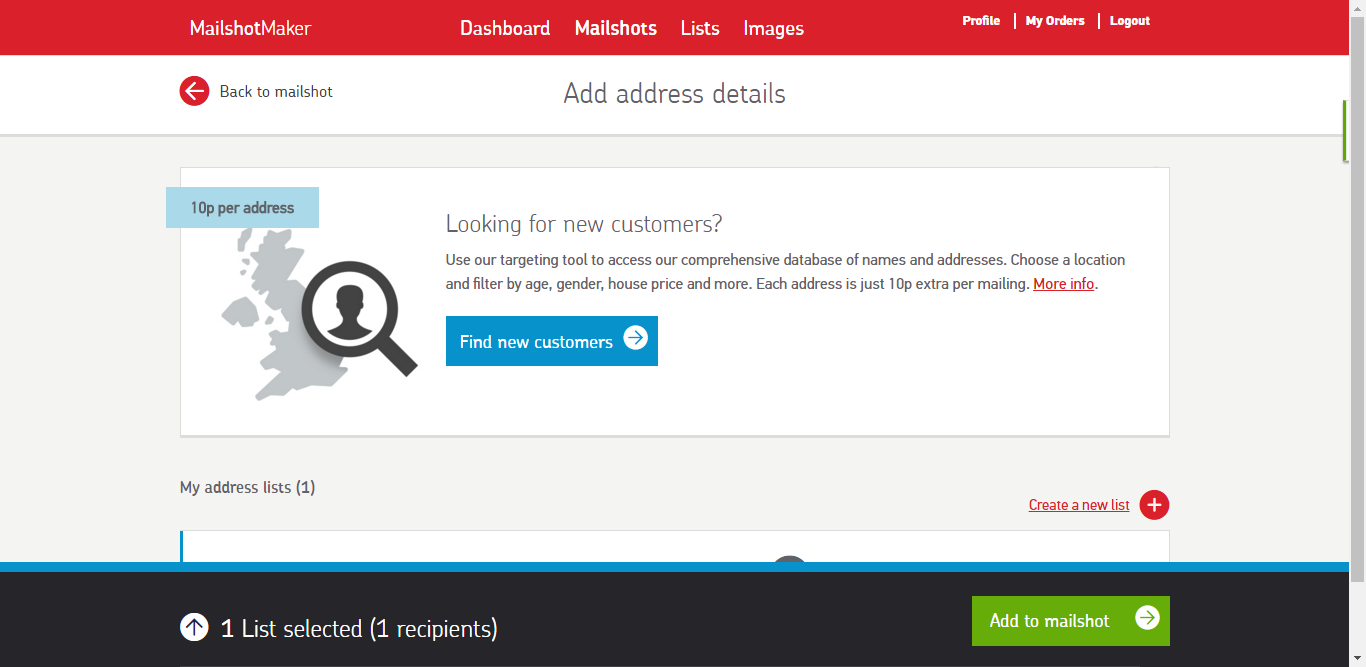 MailshotMaker
Dashboard Mailshots Lists Images
Profile My Orders Logout
Back to mailshot
Add address details
10p per address
Looking for new customers?
Use our targeting tool to access our comprehensive database of names and addresses. Choose a location
and filter by age, gender, house price and more. Each address is just 10p extra per mailing. More info.
Find new customers
My address lists (1)
Create a new list
1 List selected (1 recipients)
Add to mailshot